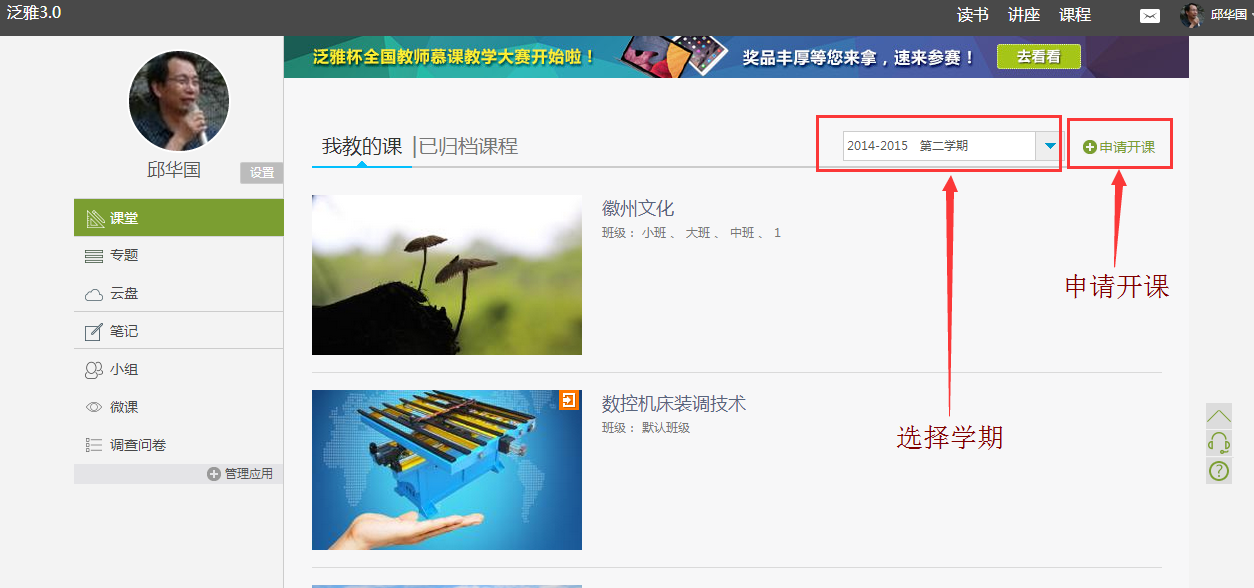 泛雅3.0
读书 讲座 课程 邱华国
泛雅杯全国教师慕课教学大赛开始啦！ 奖品丰厚等您来拿，速来参赛！ 去看看
邱华国
设置
课堂
专题
云盘
笔记
小组
微课
调查问卷
管理应用
我教的课 |已归档课程
2014-2015 第二学期
申请开课
徽州文化
班级： 小班 、 大班 、 中班 、 1
申请开课
数控机床装调技术
班级： 默认班级
选择学期